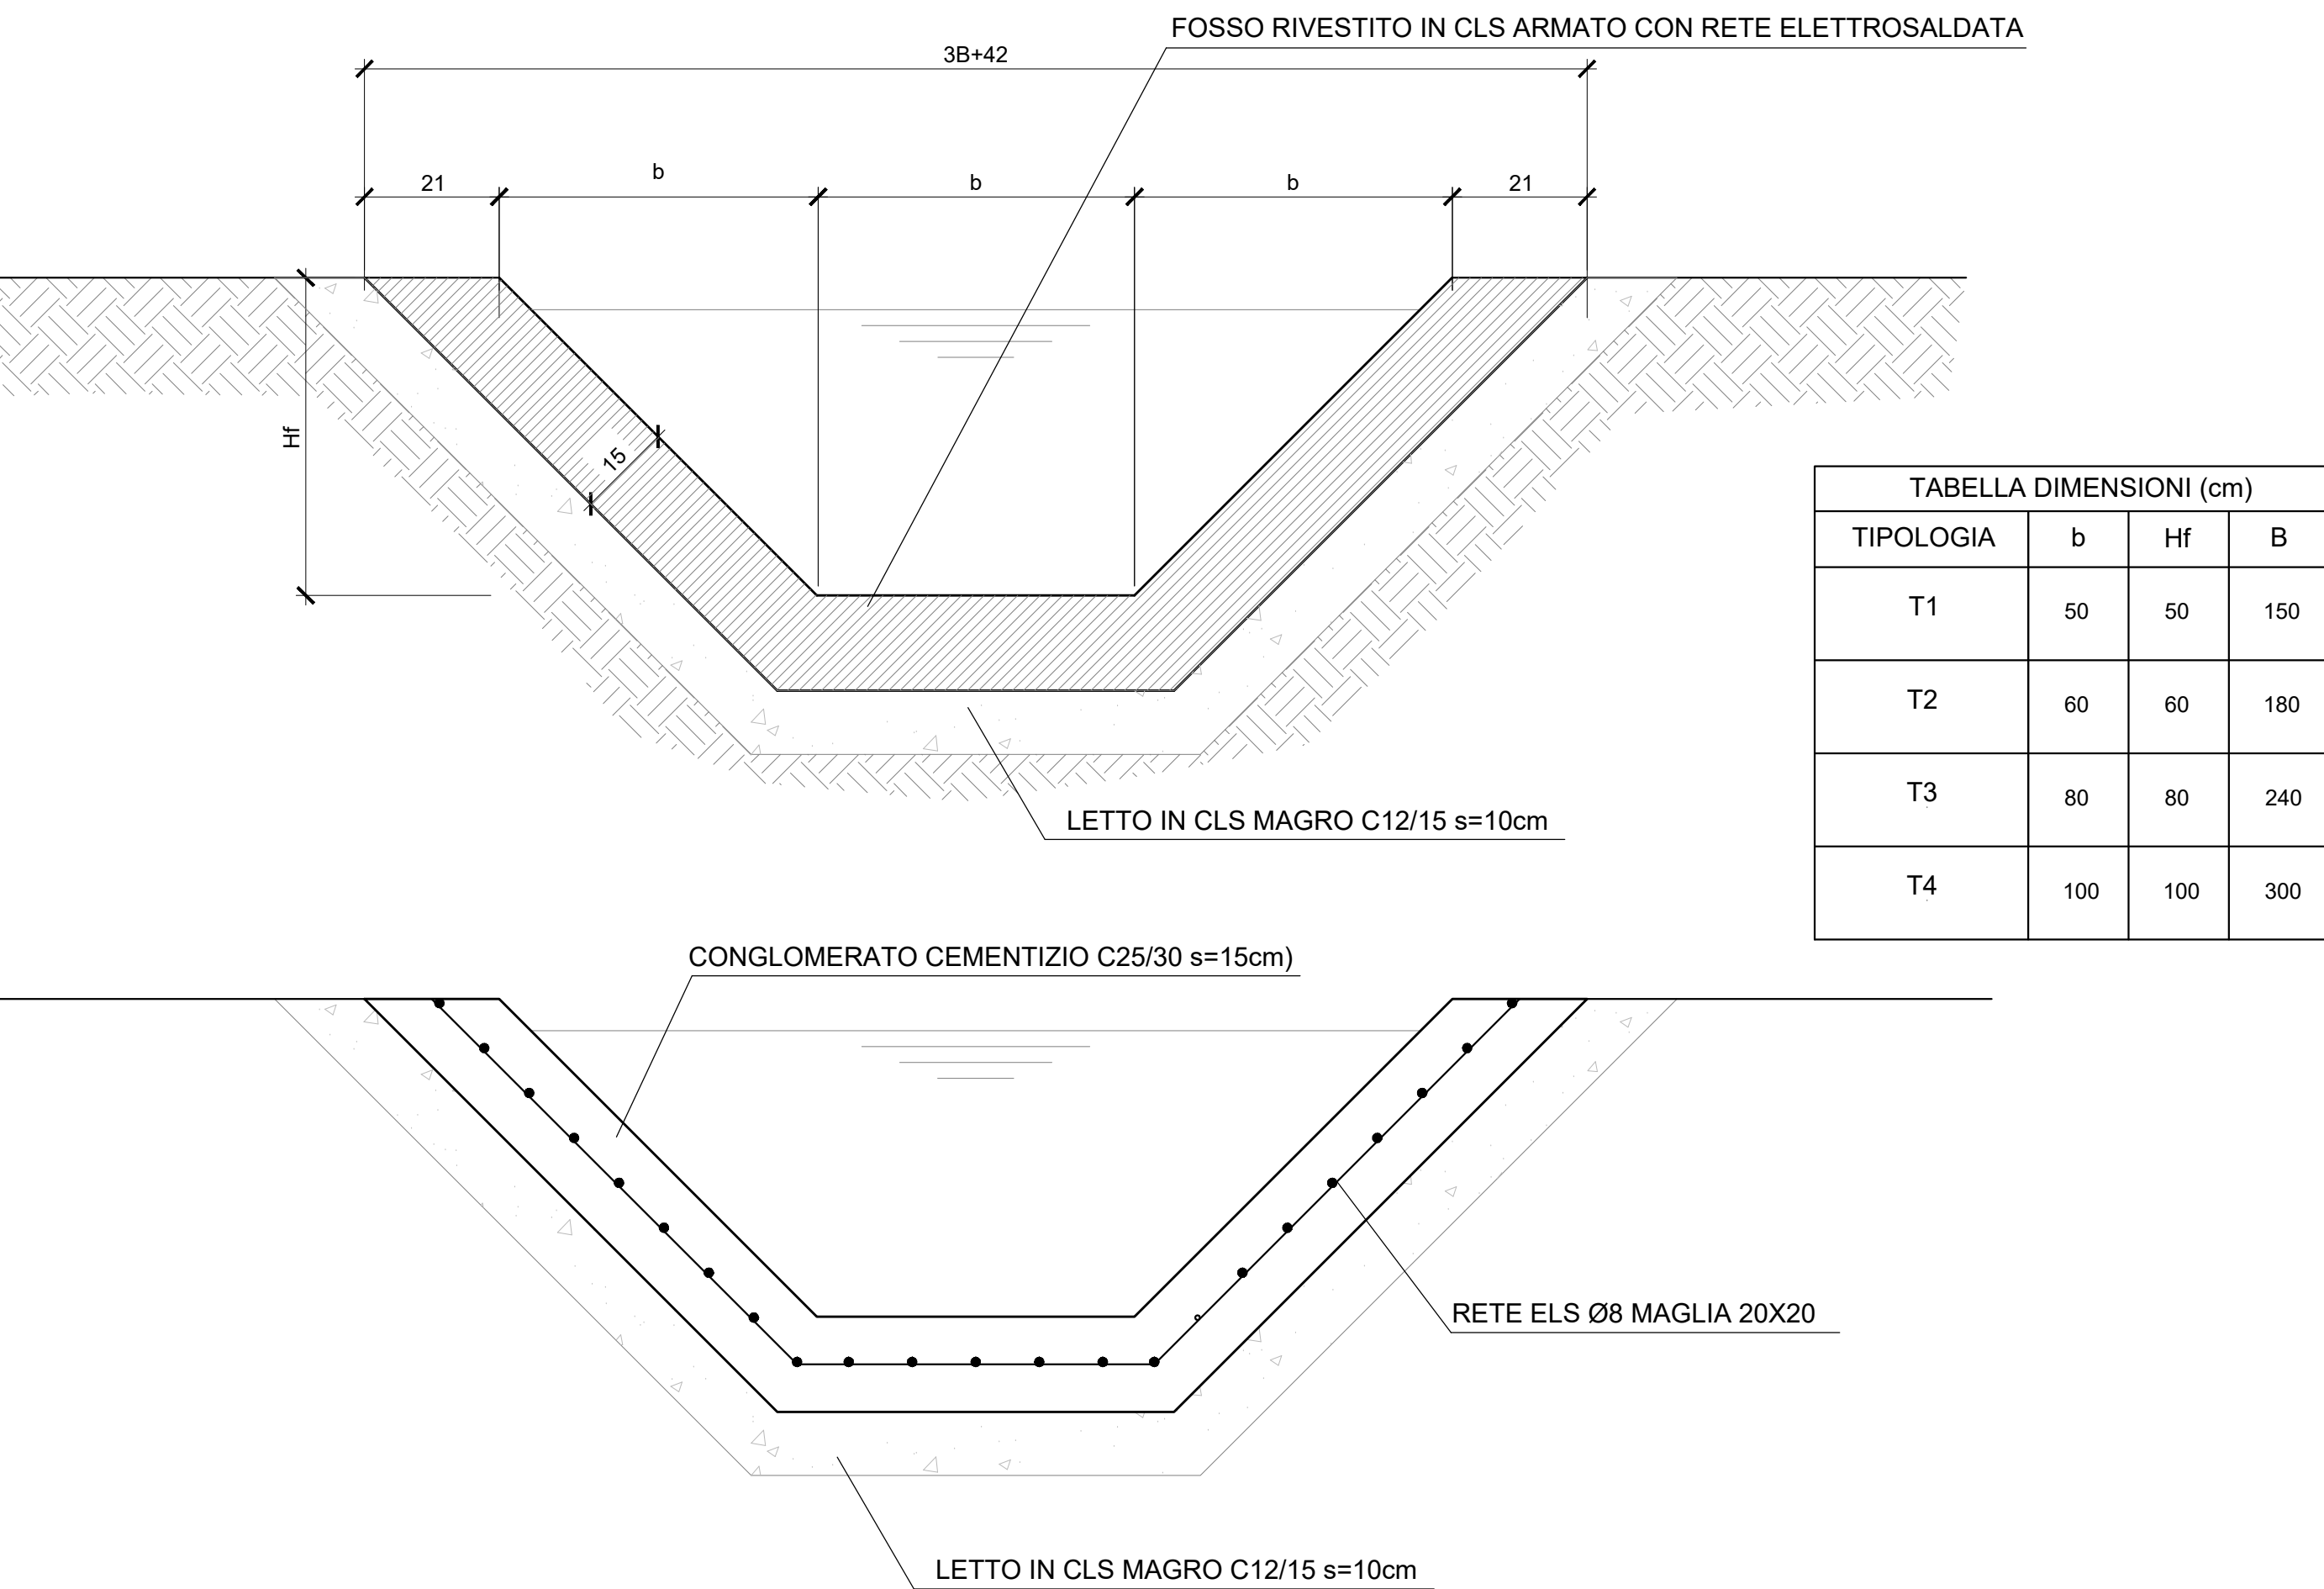 FOSSO RIVESTITO IN CLS ARMATO CON RETE ELETTROSALDATA
3B+42
21 b b b 21
Hf
15
TABELLA DIMENSIONI (cm)
TIPOLOGIA b Hf B
T1 50 50 150
T2 60 60 180
T3 80 80 240
T4 100 100 300
LETTO IN CLS MAGRO C12/15 s=10cm
CONGLOMERATO CEMENTIZIO C25/30 s=15cm)
RETE ELS Ø8 MAGLIA 20X20
LETTO IN CLS MAGRO C12/15 s=10cm